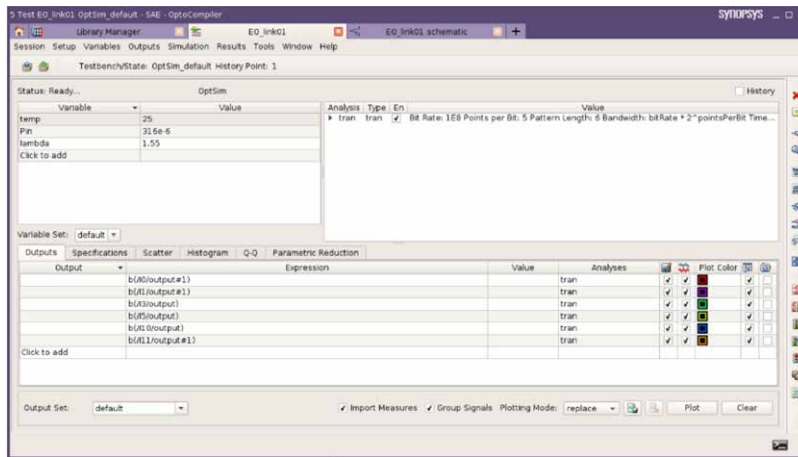 5 Test EO_link01 OptSim_default - SAE - OptoCompiler
SYNOPSYS
Library Manager EO_link01 EO_link01 schematic
Session Setup Variables Outputs Simulation Results Tools Window Help
Testbench/State: OptSim_default History Point: 1
Status: Ready... OptSim History
Variable Value Analysis Type En Value
temp 25 tran tran Bit Rate: 1E8 Points per Bit: 5 Pattern Length: 6 Bandwidth: bitRate * 2^pointsPerBit Time...
Pin 316e-6
lambda 1.55
Click to add
Variable Set: default
Outputs Specifications Scatter Histogram Q-Q Parametric Reduction
Output Expression Value Analyses Plot Color
b(/I0/output#1) tran
b(/I1/output#1) tran
b(/I3/output) tran
b(/I5/output) tran
b(/I10/output) tran
b(/I11/output#1) tran
Click to add
Output Set: default Import Measures Group Signals Plotting Mode: replace Plot Clear